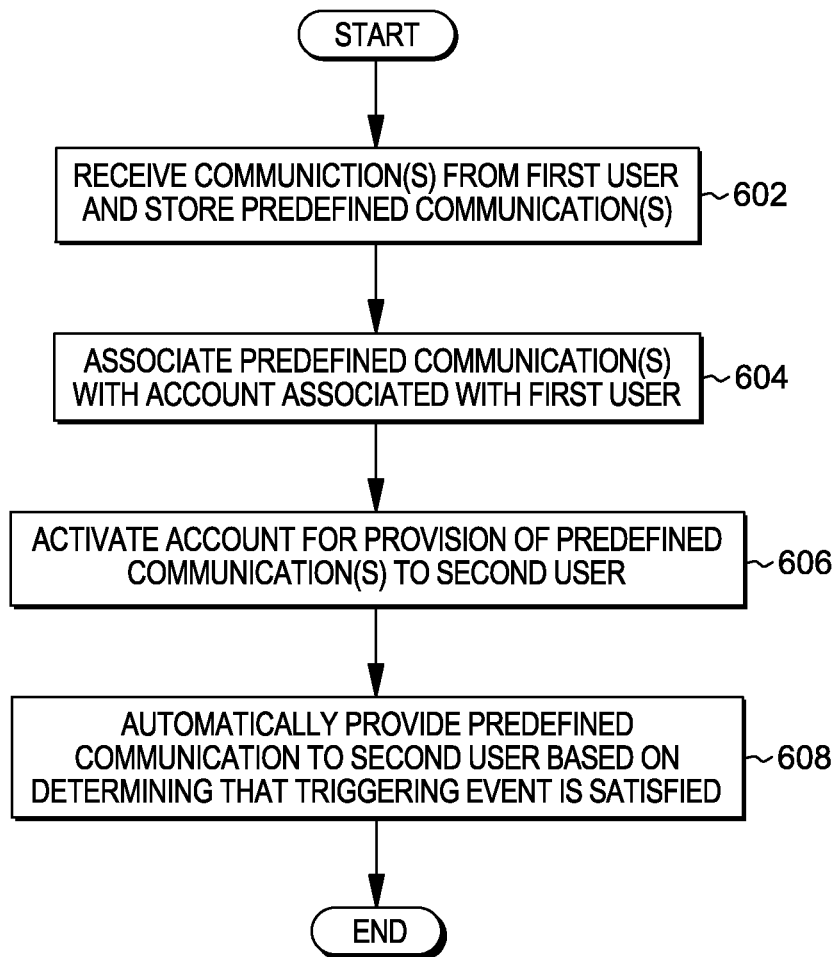 START
RECEIVE COMMUNICTION(S) FROM FIRST USER
AND STORE PREDEFINED COMMUNICATION(S)
602
ASSOCIATE PREDEFINED COMMUNICATION(S)
WITH ACCOUNT ASSOCIATED WITH FIRST USER
604
ACTIVATE ACCOUNT FOR PROVISION OF PREDEFINED
COMMUNICATION(S) TO SECOND USER
606
AUTOMATICALLY PROVIDE PREDEFINED
COMMUNICATION TO SECOND USER BASED ON
DETERMINING THAT TRIGGERING EVENT IS SATISFIED
608
END